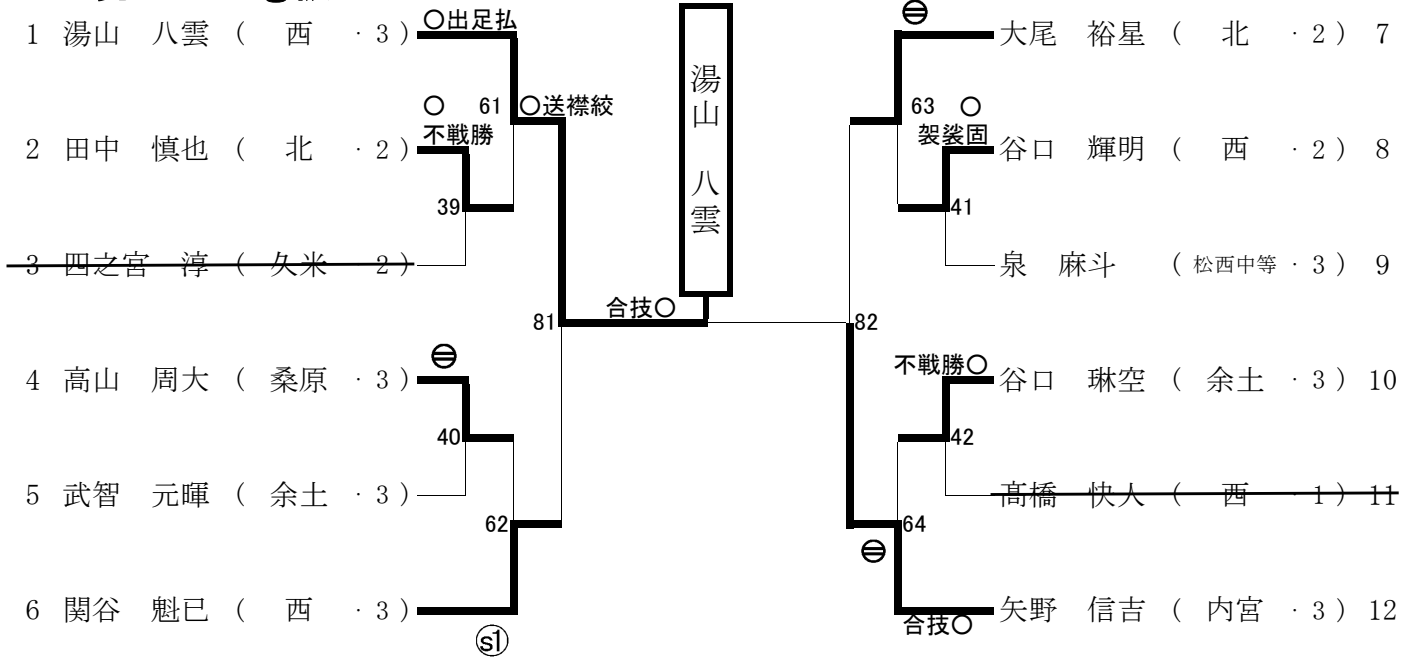 1 湯山 八雲 ( 西 ・3)
○出足払
61 ○送襟絞
○
不戦勝
2 田中 慎也 ( 北 ・2)
39
3 四之宮 淳 ( 久米 2)
81
合技○
4 高山 周大 ( 桑原 ・3)
40
5 武智 元暉 ( 余土 ・3)
62
6 関谷 魁已 ( 西 ・3)
s1
湯山 八雲
大尾 裕星 ( 北 ・2) 7
63 ○
袈裟固
谷口 輝明 ( 西 ・2) 8
41
泉 麻斗 ( 松西中等 ・3) 9
82
不戦勝○
谷口 琳空 ( 余土 ・3) 10
42
髙橋 快人 ( 西 1) 11
64
矢野 信吉 ( 内宮 ・3) 12
合技○